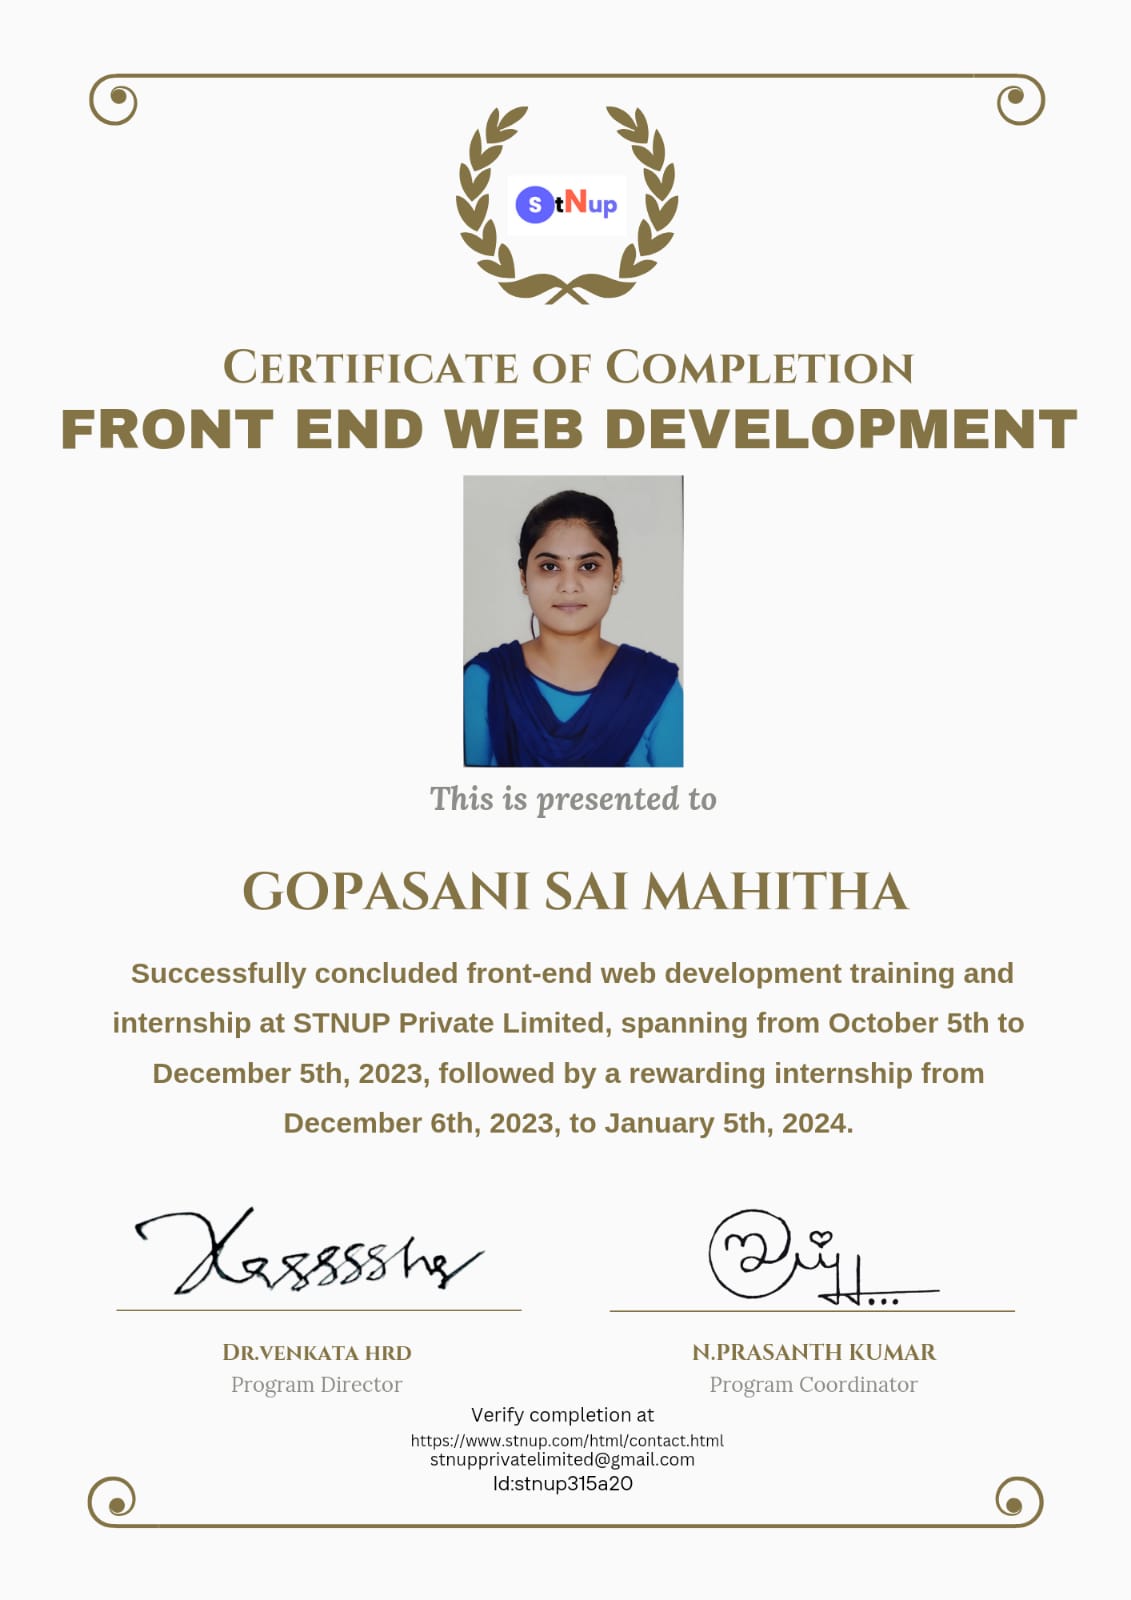 StNup
CERTIFICATE OF COMPLETION
FRONT END WEB DEVELOPMENT
This is presented to
GOPASANI SAI MAHITHA
Successfully concluded front-end web development training and
internship at STNUP Private Limited, spanning from October 5th to
December 5th, 2023, followed by a rewarding internship from
December 6th, 2023, to January 5th, 2024.
DR.VENKATA HRD
N.PRASANTH KUMAR
Program Director
Program Coordinator
Verify completion at
https://www.stnup.com/html/contact.html
stnupprivatelimited@gmail.com
Id:stnup315a20